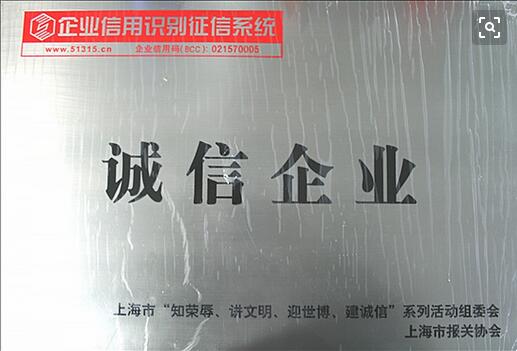 企业信用识别征信系统
www.51315.cn 企业信用码(BCC): 021570005
诚信企业
上海市“知荣辱、讲文明、迎世博、建诚信”系列活动组委会
上海市报关协会